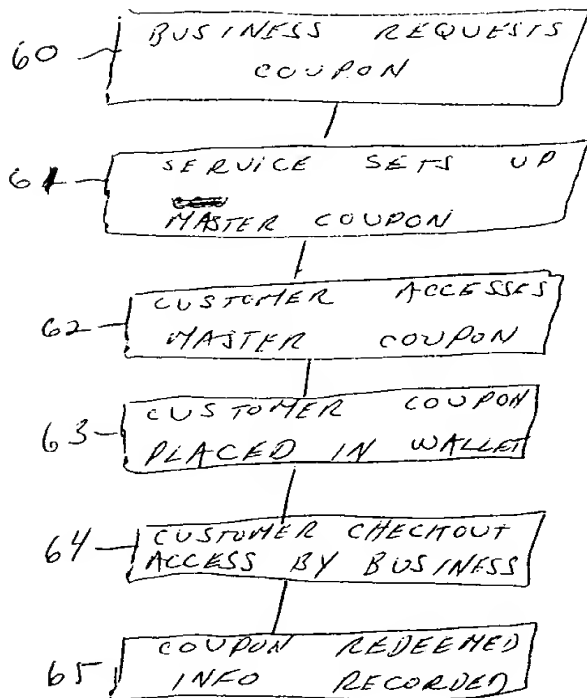 60 BUSINESS REQUESTS
COUPON
61 SERVICE SETS UP
MASTER COUPON
62 CUSTOMER ACCESSES
MASTER COUPON
63 CUSTOMER COUPON
PLACED IN WALLET
64 CUSTOMER CHECKOUT
ACCESS BY BUSINESS
65 COUPON REDEEMED
INFO RECORDED